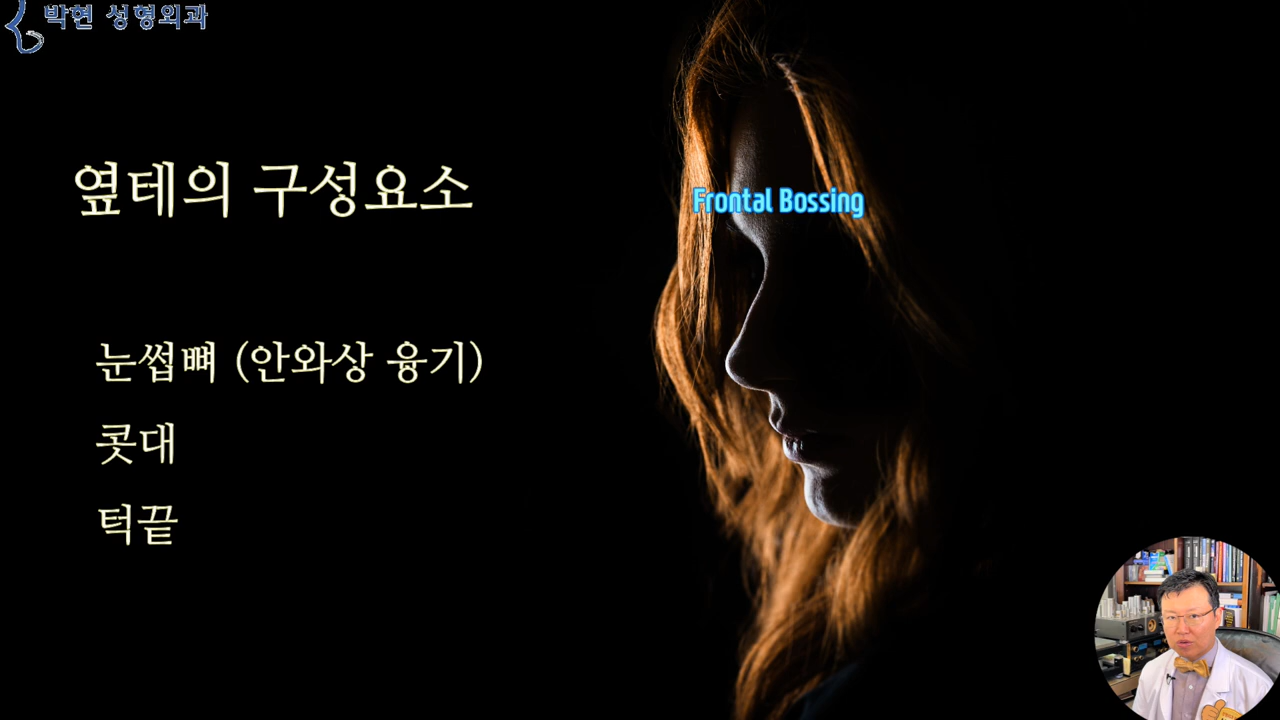 박현 성형외과
옆테의 구성요소
Frontal Bossing
눈썹뼈 (안와상 융기)
콧대
턱끝